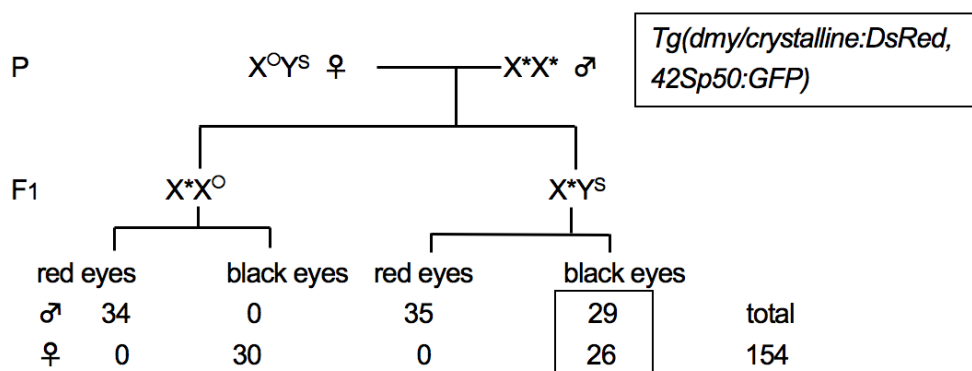 P X^O Y^S ♀ X*X* ♂ Tg(dmy/crystalline:DsRed,
42Sp50:GFP)
F1 X*X^O X*Y^S
red eyes black eyes red eyes black eyes
♂ 34 0 35 29 total
♀ 0 30 0 26 154